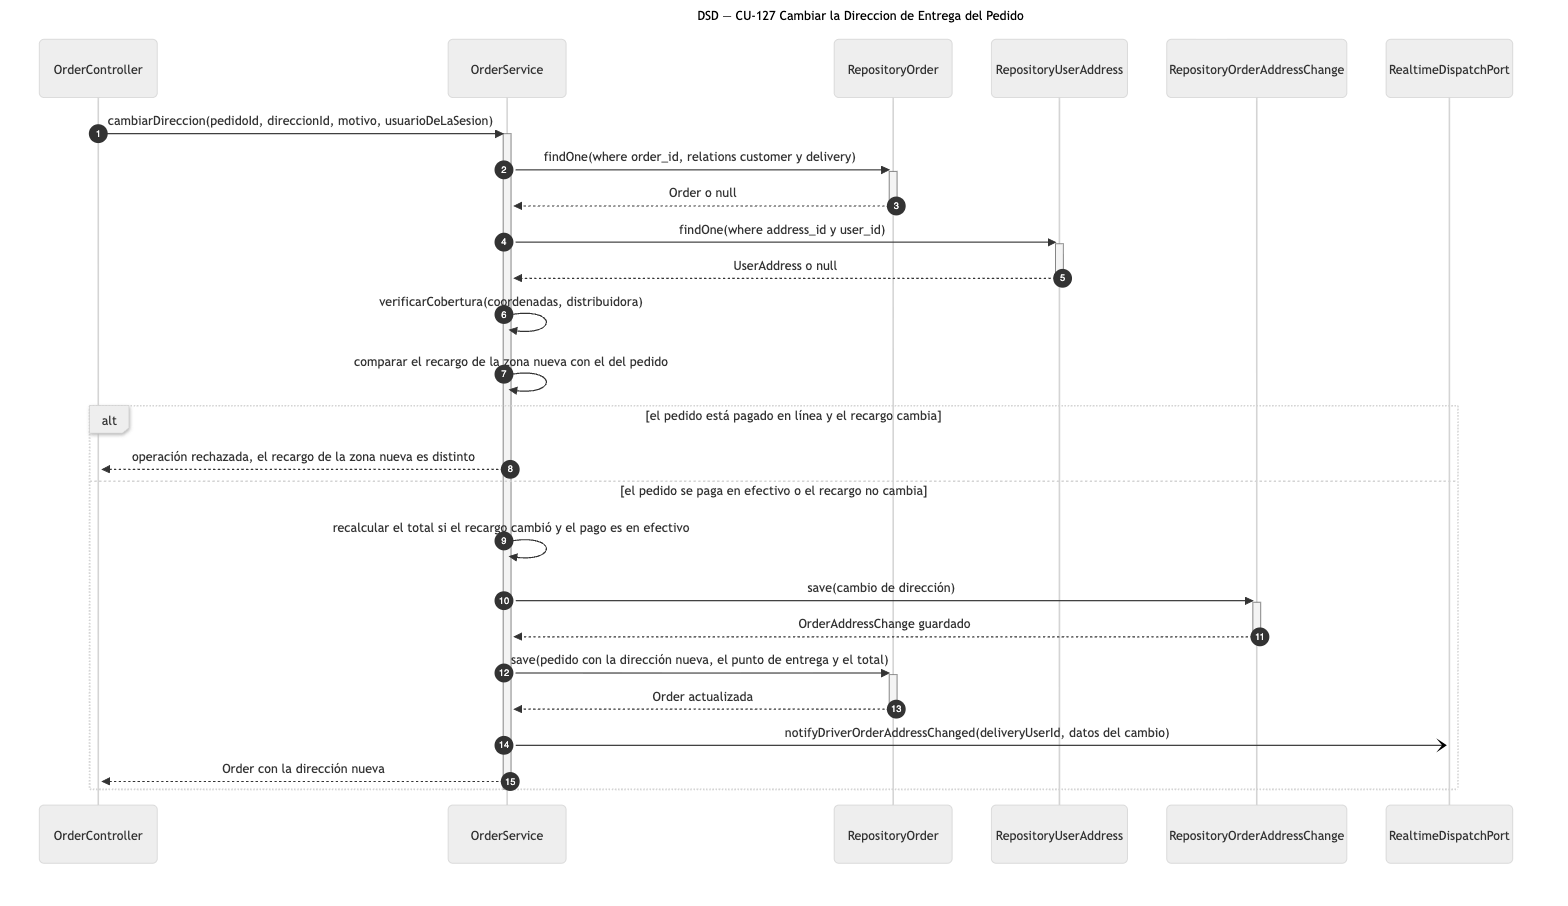 DSD — CU-127 Cambiar la Direccion de Entrega del Pedido
OrderController
OrderService
RepositoryOrder
RepositoryUserAddress
RepositoryOrderAddressChange
RealtimeDispatchPort
cambiarDireccion(pedidoId, direccionId, motivo, usuarioDeLaSesion)
1
findOne(where order_id, relations customer y delivery)
2
Order o null
3
findOne(where address_id y user_id)
4
UserAddress o null
5
verificarCobertura(coordenadas, distribuidora)
6
comparar el recargo de la zona nueva con el del pedido
7
alt
[el pedido está pagado en línea y el recargo cambia]
operación rechazada, el recargo de la zona nueva es distinto
8
[el pedido se paga en efectivo o el recargo no cambia]
recalcular el total si el recargo cambió y el pago es en efectivo
9
save(cambio de dirección)
10
OrderAddressChange guardado
11
save(pedido con la dirección nueva, el punto de entrega y el total)
12
Order actualizada
13
notifyDriverOrderAddressChanged(deliveryUserId, datos del cambio)
14
Order con la dirección nueva
15
OrderController
OrderService
RepositoryOrder
RepositoryUserAddress
RepositoryOrderAddressChange
RealtimeDispatchPort